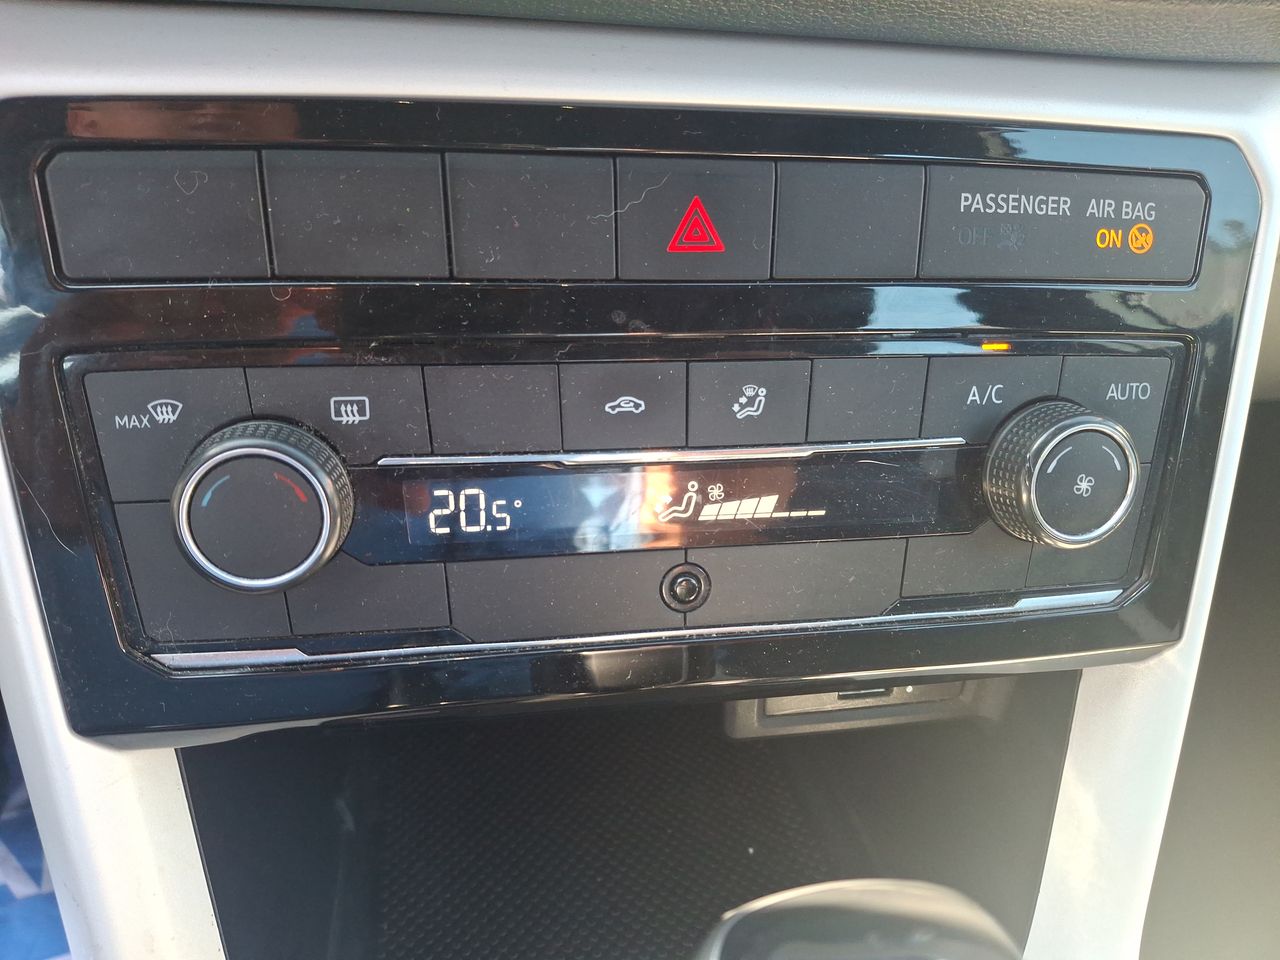 PASSENGER AIR BAG
OFF ON
MAX
A/C
AUTO
20.5°